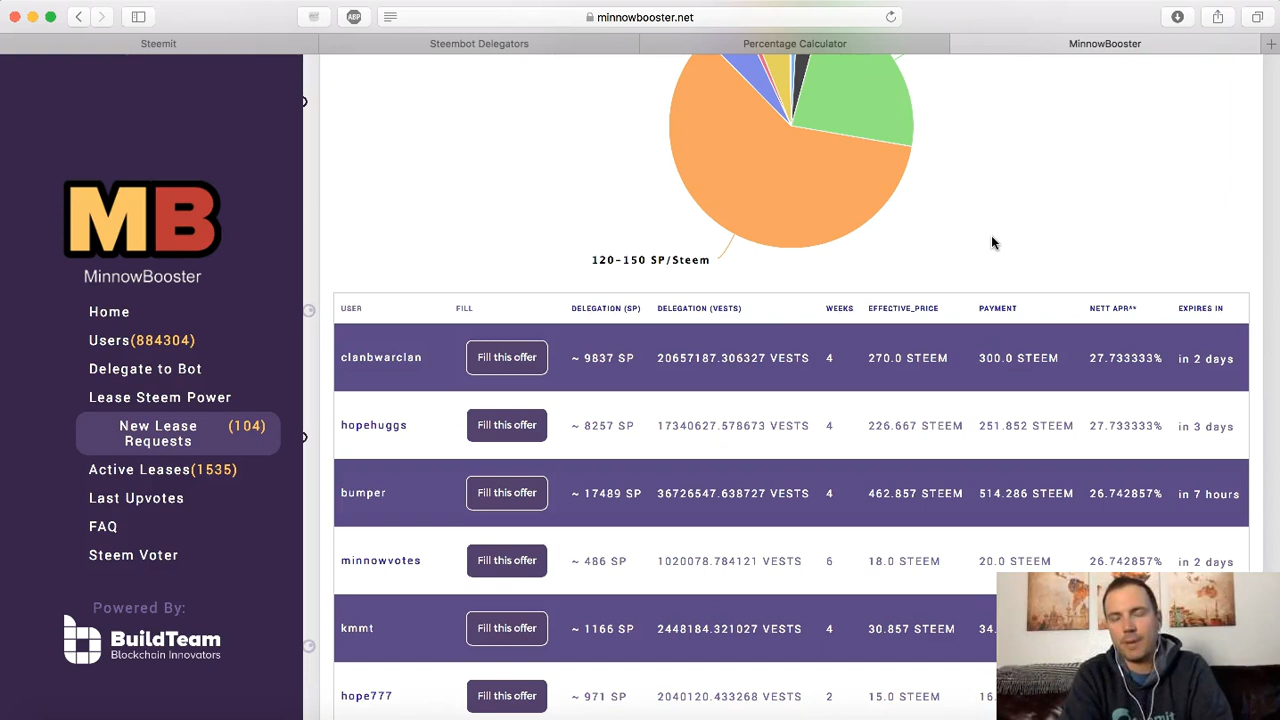 minnowbooster.net
ABP
Steemit
Steembot Delegators
Percentage Calculator
MinnowBooster
MB
MinnowBooster
Home
Users(884304)
Delegate to Bot
Lease Steem Power
New Lease Requests (104)
Active Leases(1535)
Last Upvotes
FAQ
Steem Voter
Powered By:
BuildTeam
Blockchain Innovators
120-150 SP/Steem
USER FILL DELEGATION (SP) DELEGATION (VESTS) WEEKS EFFECTIVE_PRICE PAYMENT NETT APR^* EXPIRES IN
clanbwarclan Fill this offer ~ 9837 SP 20657187.306327 VESTS 4 270.0 STEEM 300.0 STEEM 27.733333% in 2 days
hopehuggs Fill this offer ~ 8257 SP 17340627.578673 VESTS 4 226.667 STEEM 251.852 STEEM 27.733333% in 3 days
bumper Fill this offer ~ 17489 SP 36726547.638727 VESTS 4 462.857 STEEM 514.286 STEEM 26.742857% in 7 hours
minnowvotes Fill this offer ~ 486 SP 1020078.784121 VESTS 6 18.0 STEEM 20.0 STEEM 26.742857% in 2 days
kmmt Fill this offer ~ 1166 SP 2448184.321027 VESTS 4 30.857 STEEM 34.
hope777 Fill this offer ~ 971 SP 2040120.433268 VESTS 2 15.0 STEEM 16